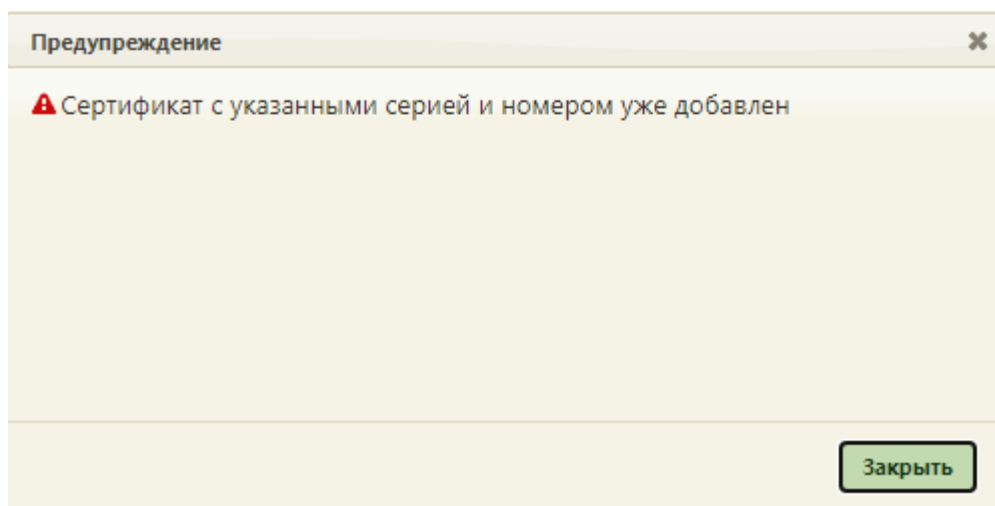 Предупреждение
Сертификат с указанными серией и номером уже добавлен
Закрыть